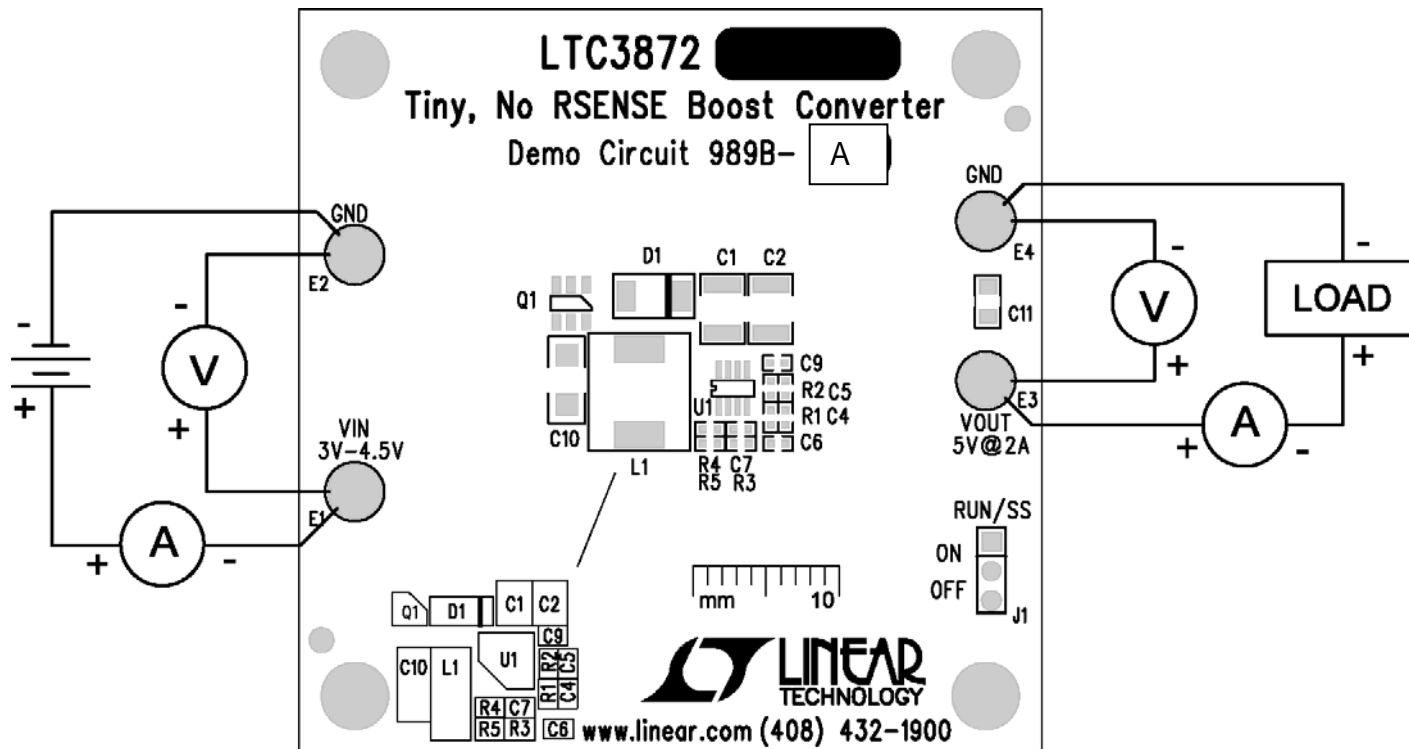 LTC3872
Tiny, No RSENSE Boost Converter
Demo Circuit 989B- A
GND
E2
-
V
+
-
+
VIN
3V-4.5V
E1
+
A
-
D1
C1
C2
Q1
C10
L1
U1
C9
R2 C5
R1 C4
C6
R4 C7
R5 R3
GND
E4
-
V
+
C11
-
LOAD
+
E3
VOUT
5V@2A
+
A
-
RUN/SS
ON
OFF
J1
mm 10
Q1
D1
C1
C2
C9
C10
L1
U1
R2
C5
R1
C4
R4 C7
R5 R3
C6
LINEAR
TECHNOLOGY
www.linear.com (408) 432-1900